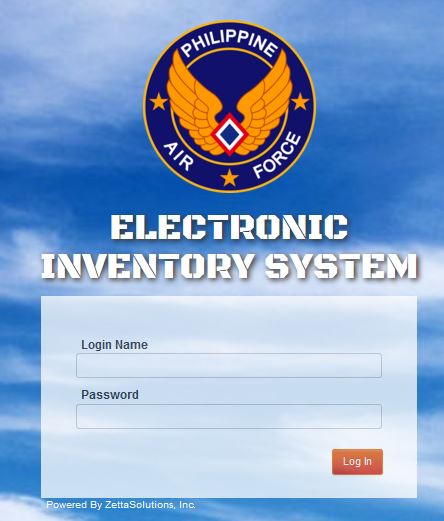 PHILIPPINE
AIR FORCE
ELECTRONIC
INVENTORY SYSTEM
Login Name
Password
Log In
Powered By ZettaSolutions, Inc.